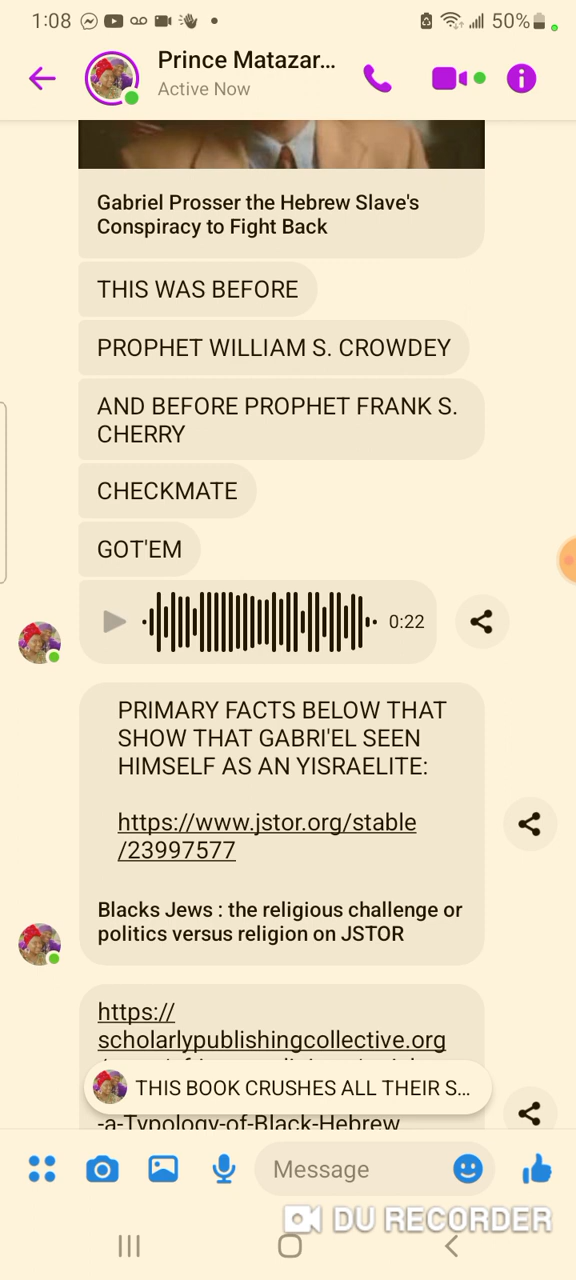 1:08
50%
Prince Matazar...
Active Now
Gabriel Prosser the Hebrew Slave's
Conspiracy to Fight Back
THIS WAS BEFORE
PROPHET WILLIAM S. CROWDEY
AND BEFORE PROPHET FRANK S.
CHERRY
CHECKMATE
GOT'EM
0:22
PRIMARY FACTS BELOW THAT
SHOW THAT GABRI'EL SEEN
HIMSELF AS AN YISRAELITE:
https://www.jstor.org/stable
/23997577
Blacks Jews : the religious challenge or
politics versus religion on JSTOR
https://
scholarlypublishingcollective.org
THIS BOOK CRUSHES ALL THEIR S...
-a-Typology-of-Black-Hebrew
Message
DU RECORDER